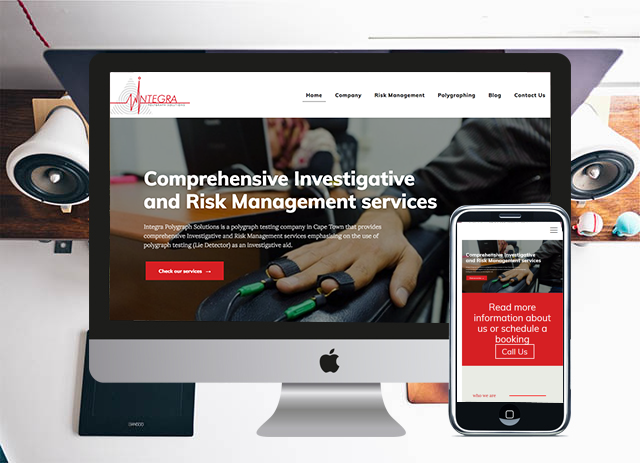 INTEGRA
POLYGRAPH SOLUTIONS
Home Company Risk Management Polygraphing Blog Contact Us
Comprehensive Investigative
and Risk Management services
Integra Polygraph Solutions is a polygraph testing company in Cape Town that provides
comprehensive Investigative and Risk Management services emphasising on the use of
polygraph testing (Lie Detector) as an investigative aid.
Check our services →
Comprehensive Investigative
and Risk Management services
Read more
information about
us or schedule a
booking
Call Us
who we are